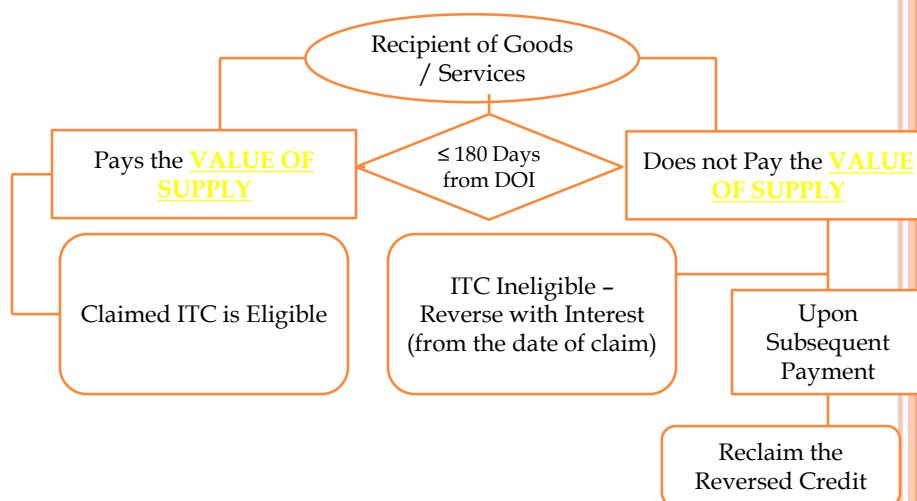 Recipient of Goods
/ Services
Pays the VALUE OF
SUPPLY
≤ 180 Days
from DOI
Does not Pay the VALUE
OF SUPPLY
Claimed ITC is Eligible
ITC Ineligible –
Reverse with Interest
(from the date of claim)
Upon
Subsequent
Payment
Reclaim the
Reversed Credit